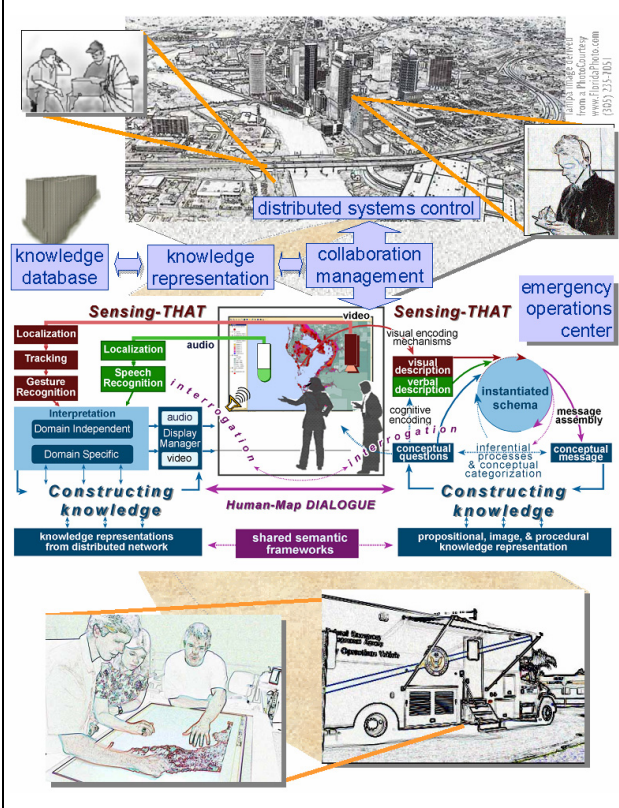 Tampa image derived
from a PhotoCourtesy
www.FloridaPhoto.com
(305) 235-7051
distributed systems control
knowledge
database
knowledge
representation
collaboration
management
emergency
operations
center
Sensing-THAT
video
Sensing-THAT
Localization
Tracking
Gesture
Recognition
Localization
Speech
Recognition
audio
visual encoding
mechanisms
visual
description
verbal
description
instantiated
schema
message
assembly
Interpretation
Domain Independent
Domain Specific
audio
Display
Manager
video
interrogation
interrogation
cognitive
encoding
conceptual
questions
inferential
processes
& conceptual
categorization
conceptual
message
Constructing
knowledge
Human-Map DIALOGUE
Constructing
knowledge
knowledge representations
from distributed network
shared semantic
frameworks
propositional, image, & procedural
knowledge representation